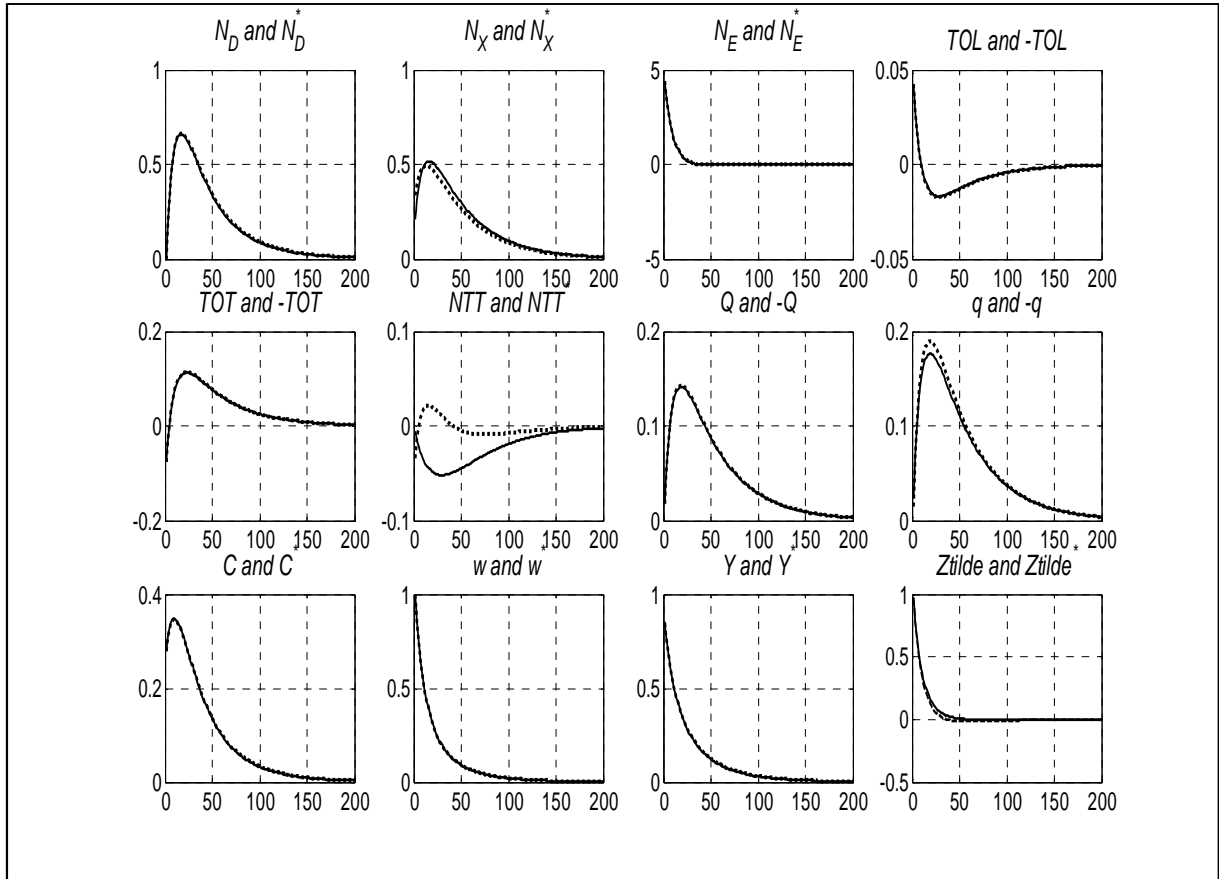 N_D and N_D^*
N_X and N_X^*
N_E and N_E^*
TOL and -TOL
1
0.5
0
0 50 100 150 200
1
0.5
0
0 50 100 150 200
5
0
-5
0 50 100 150 200
0.05
0
-0.05
0 50 100 150 200
TOT and -TOT
NTT and NTT^*
Q and -Q
q and -q
0.2
0
-0.2
0 50 100 150 200
0.1
0
-0.1
0 50 100 150 200
0.2
0.1
0
0 50 100 150 200
0.2
0.1
0
0 50 100 150 200
C and C^*
w and w^*
Y and Y^*
Ztilde and Ztilde^*
0.4
0.2
0
0 50 100 150 200
1
0.5
0
0 50 100 150 200
1
0.5
0
0 50 100 150 200
1
0.5
0
-0.5
0 50 100 150 200